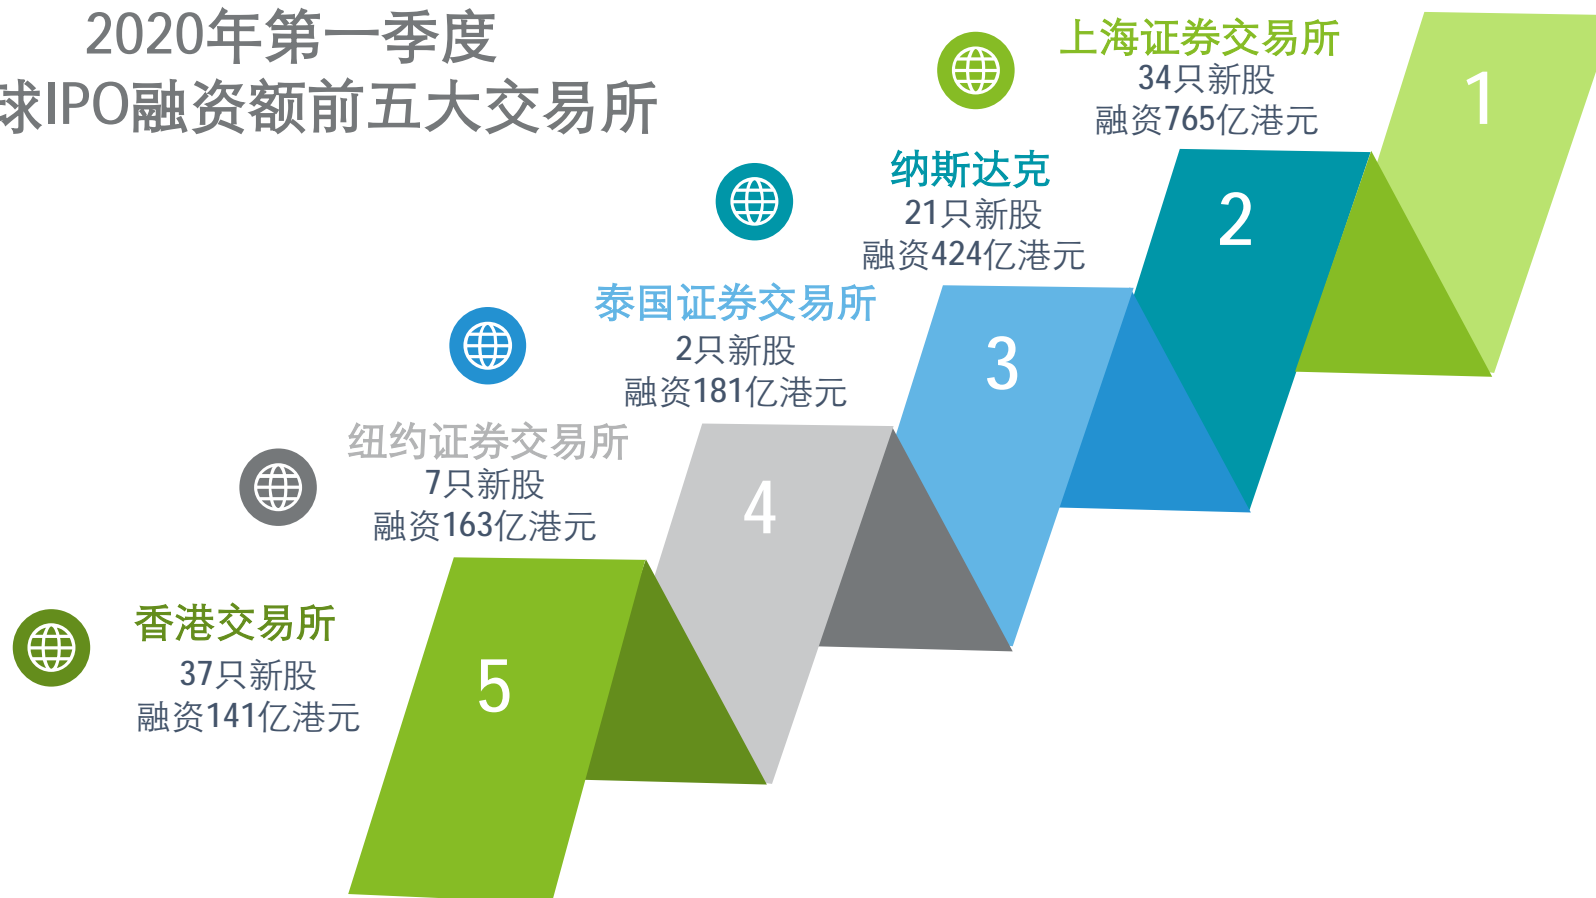 2020年第一季度
球IPO融资额前五大交易所
上海证券交易所
34只新股
融资765亿港元
1
纳斯达克
21只新股
融资424亿港元
2
泰国证券交易所
2只新股
融资181亿港元
3
纽约证券交易所
7只新股
融资163亿港元
4
香港交易所
37只新股
融资141亿港元
5